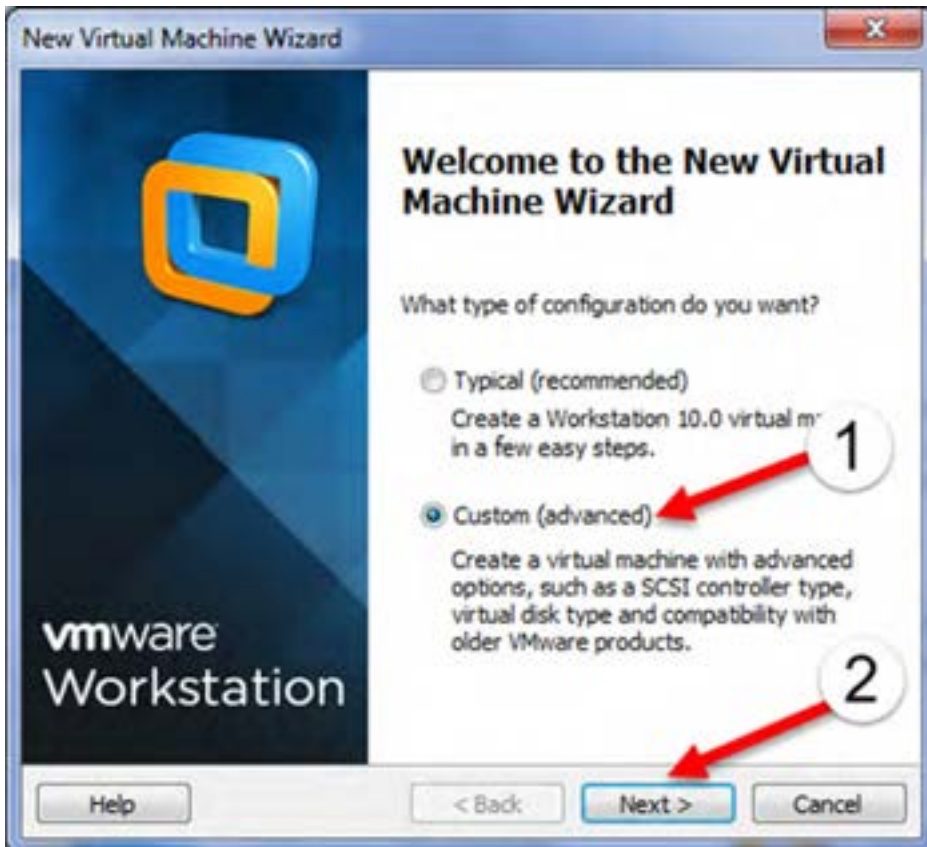 New Virtual Machine Wizard
x
Welcome to the New Virtual
Machine Wizard
What type of configuration do you want?
Typical (recommended)
Create a Workstation 10.0 virtual m
in a few easy steps.
1
Custom (advanced)
Create a virtual machine with advanced
options, such as a SCSI controller type,
virtual disk type and compatibility with
older VMware products.
vmware
Workstation
2
Help
< Back
Next >
Cancel